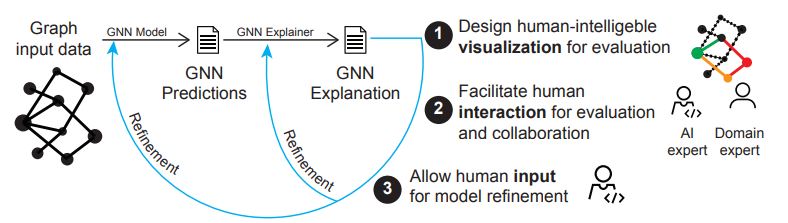 Graph
input data
GNN Model
GNN
Predictions
GNN Explainer
GNN
Explanation
Refinement
Refinement
1 Design human-intelligeble
visualization for evaluation
2 Facilitate human
interaction for evaluation
and collaboration
AI
expert
Domain
expert
3 Allow human input
for model refinement